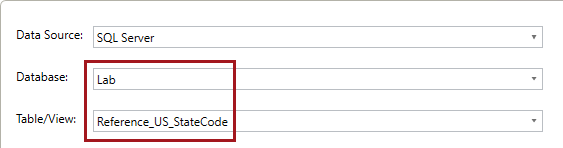 Data Source: SQL Server
Database: Lab
Table/View: Reference_US_StateCode